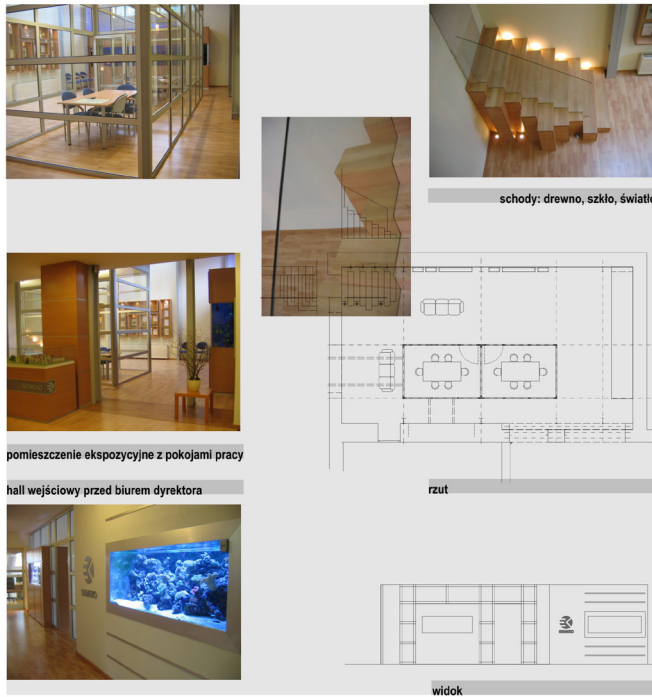 schody: drewno, szkło, światło
pomieszczenie ekspozycyjne z pokojami pracy
hall wejściowy przed biurem dyrektora
rzut
widok